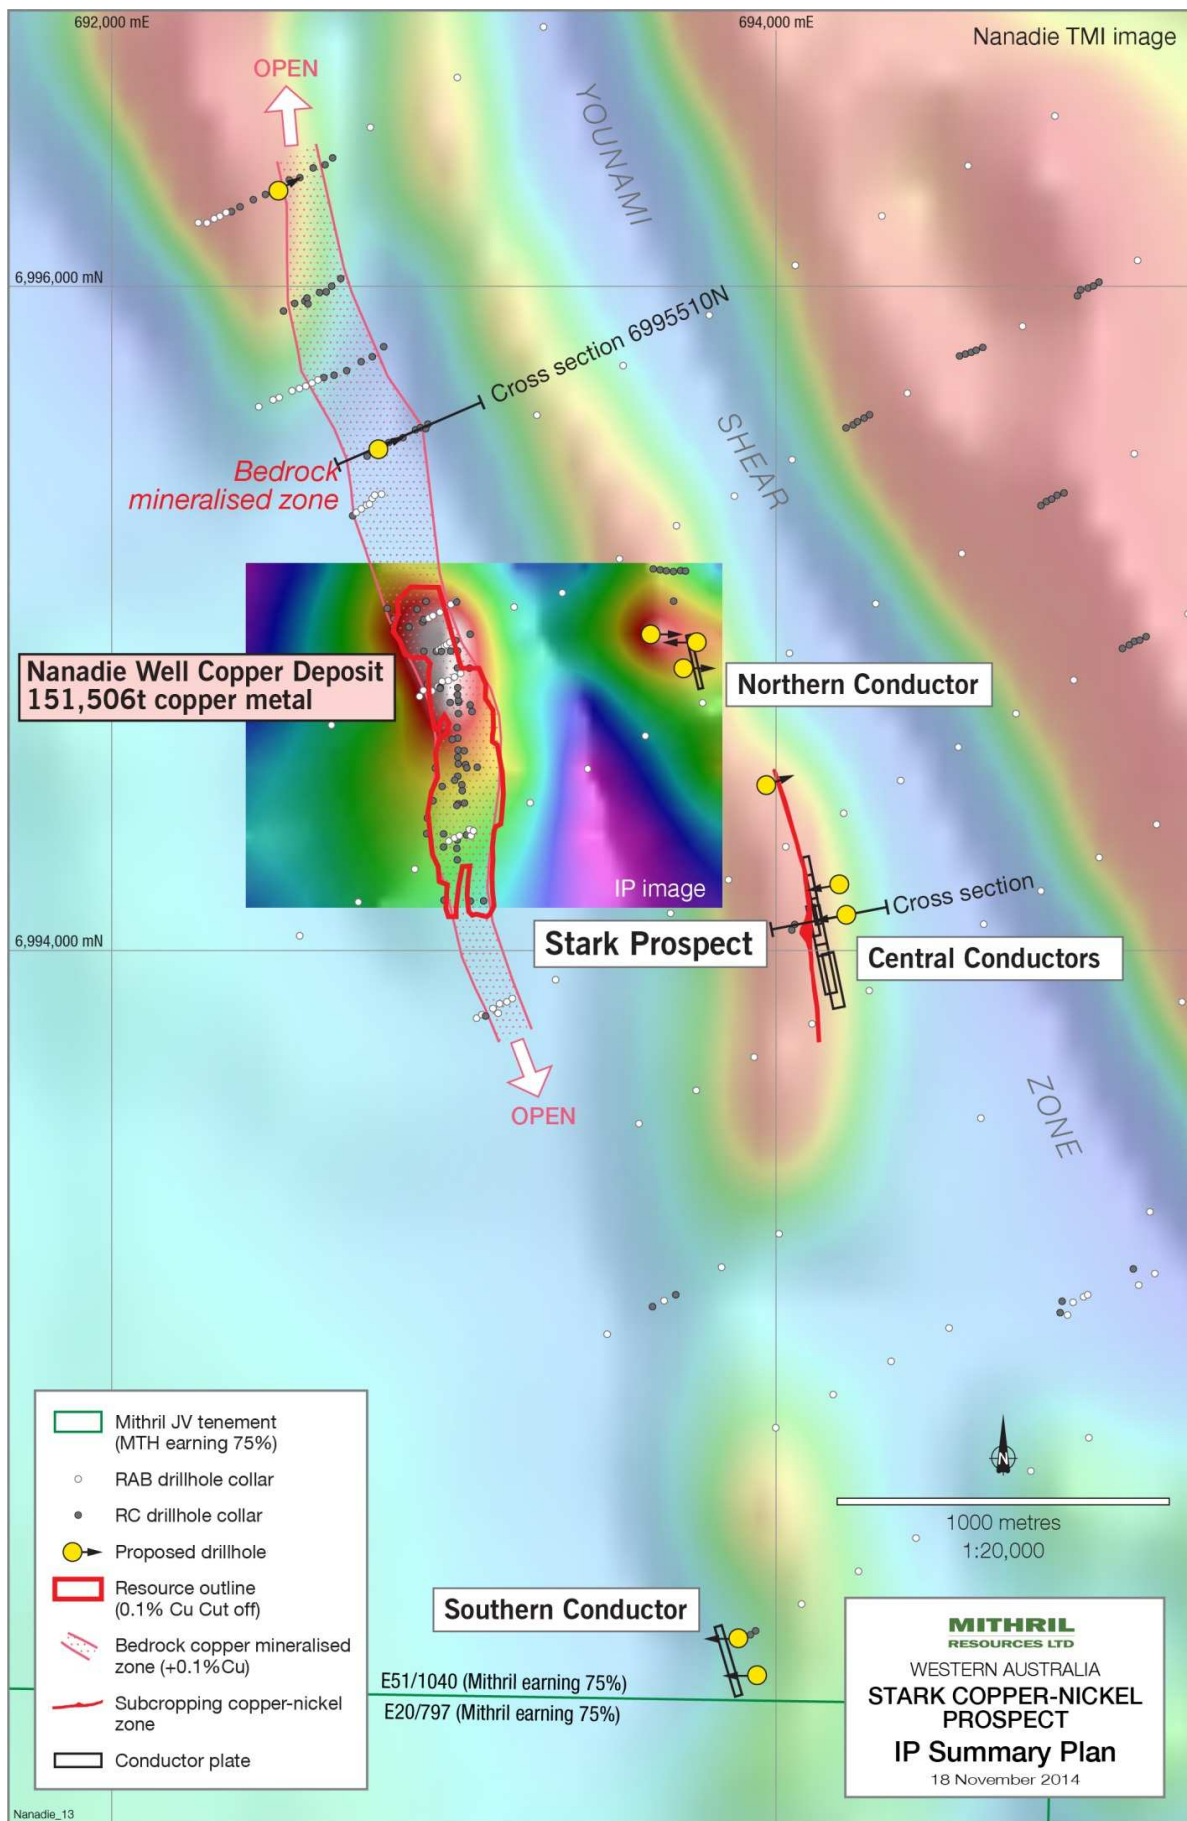 692,000 mE
694,000 mE
Nanadie TMI image
OPEN
YOUNAMI
SHEAR
ZONE
6,996,000 mN
Cross section 6995510N
Bedrock
mineralised zone
Nanadie Well Copper Deposit
151,506t copper metal
Northern Conductor
IP image
Cross section
Stark Prospect
6,994,000 mN
Central Conductors
OPEN
N
1000 metres
1:20,000
Mithril JV tenement
(MTH earning 75%)
RAB drillhole collar
RC drillhole collar
Proposed drillhole
Resource outline
(0.1% Cu Cut off)
Bedrock copper mineralised
zone (+0.1%Cu)
Subcropping copper-nickel
zone
Conductor plate
Southern Conductor
E51/1040 (Mithril earning 75%)
E20/797 (Mithril earning 75%)
MITHRIL
RESOURCES LTD
WESTERN AUSTRALIA
STARK COPPER-NICKEL
PROSPECT
IP Summary Plan
18 November 2014
Nanadie_13